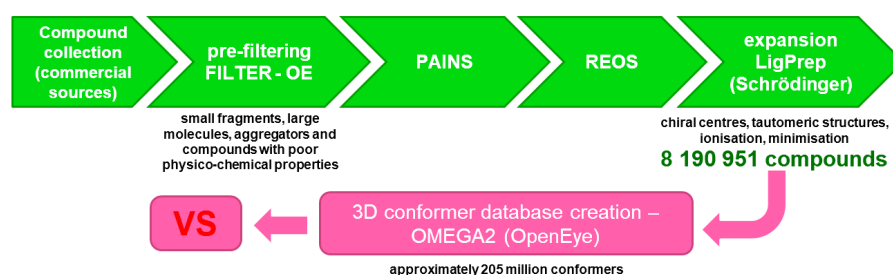 Compound
collection
(commercial
sources)
pre-filtering
FILTER - OE
PAINS
REOS
expansion
LigPrep
(Schrödinger)
small fragments, large
molecules, aggregators and
compounds with poor
physico-chemical properties
chiral centres, tautomeric structures,
ionisation, minimisation
8 190 951 compounds
VS
3D conformer database creation –
OMEGA2 (OpenEye)
approximately 205 million conformers